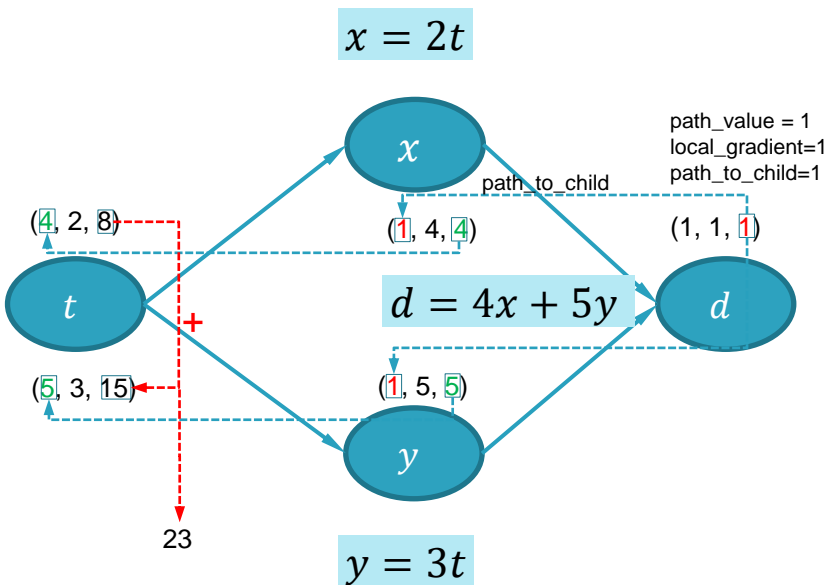 x = 2t
path_value = 1
local_gradient=1
path_to_child=1
x
path_to_child
(4, 2, 8)
(1, 4, 4)
(1, 1, 1)
t
d = 4x + 5y
d
+
(5, 3, 15)
(1, 5, 5)
y
23
y = 3t